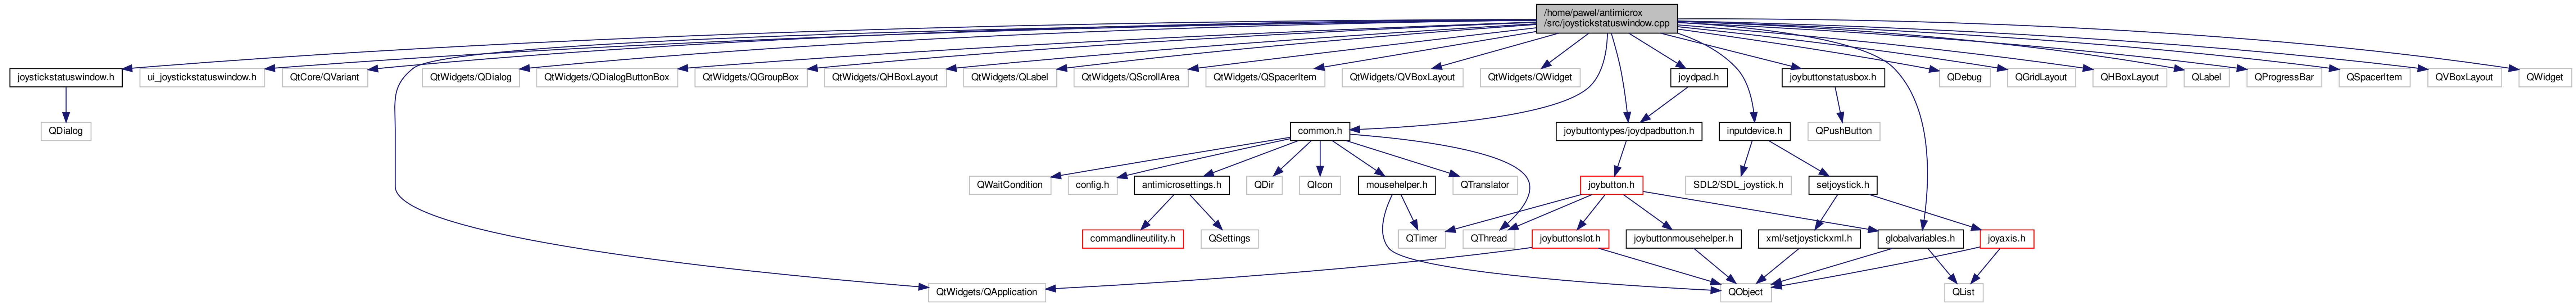 /home/pawel/antimicrox
/src/joystickstatuswindow.cpp
joystickstatuswindow.h
ui_joystickstatuswindow.h
QtCore/QVariant
QtWidgets/QDialog
QtWidgets/QDialogButtonBox
QtWidgets/QGroupBox
QtWidgets/QHBoxLayout
QtWidgets/QLabel
QtWidgets/QScrollArea
QtWidgets/QSpacerItem
QtWidgets/QVBoxLayout
QtWidgets/QWidget
joydpad.h
joybuttonstatusbox.h
QDebug
QGridLayout
QHBoxLayout
QLabel
QProgressBar
QSpacerItem
QVBoxLayout
QWidget
QDialog
common.h
joybuttontypes/joydpadbutton.h
inputdevice.h
QPushButton
QWaitCondition
config.h
antimicrosettings.h
QDir
QIcon
mousehelper.h
QTranslator
joybutton.h
SDL2/SDL_joystick.h
setjoystick.h
commandlineutility.h
QSettings
QTimer
QThread
joybuttonslot.h
joybuttonmousehelper.h
xml/setjoystickxml.h
globalvariables.h
joyaxis.h
QtWidgets/QApplication
QObject
QList